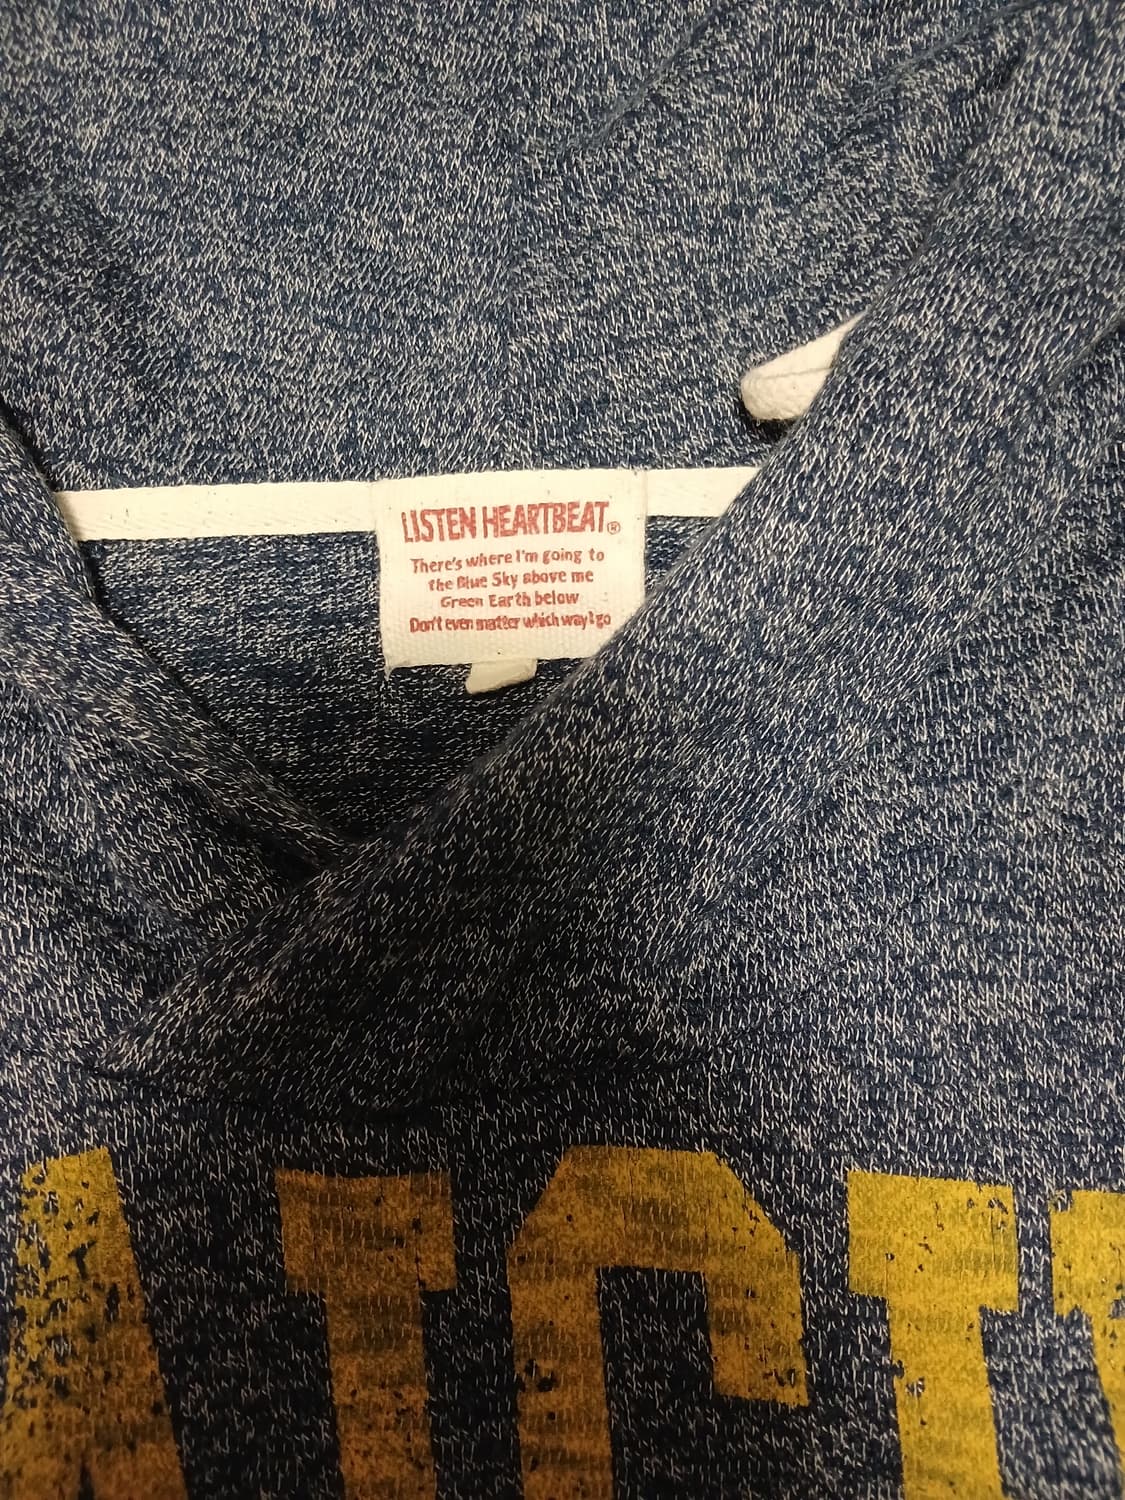 LISTEN HEARTBEAT®
There's where I'm going to
the Blue Sky above me
Green Earth below
Don't even matter which way I go